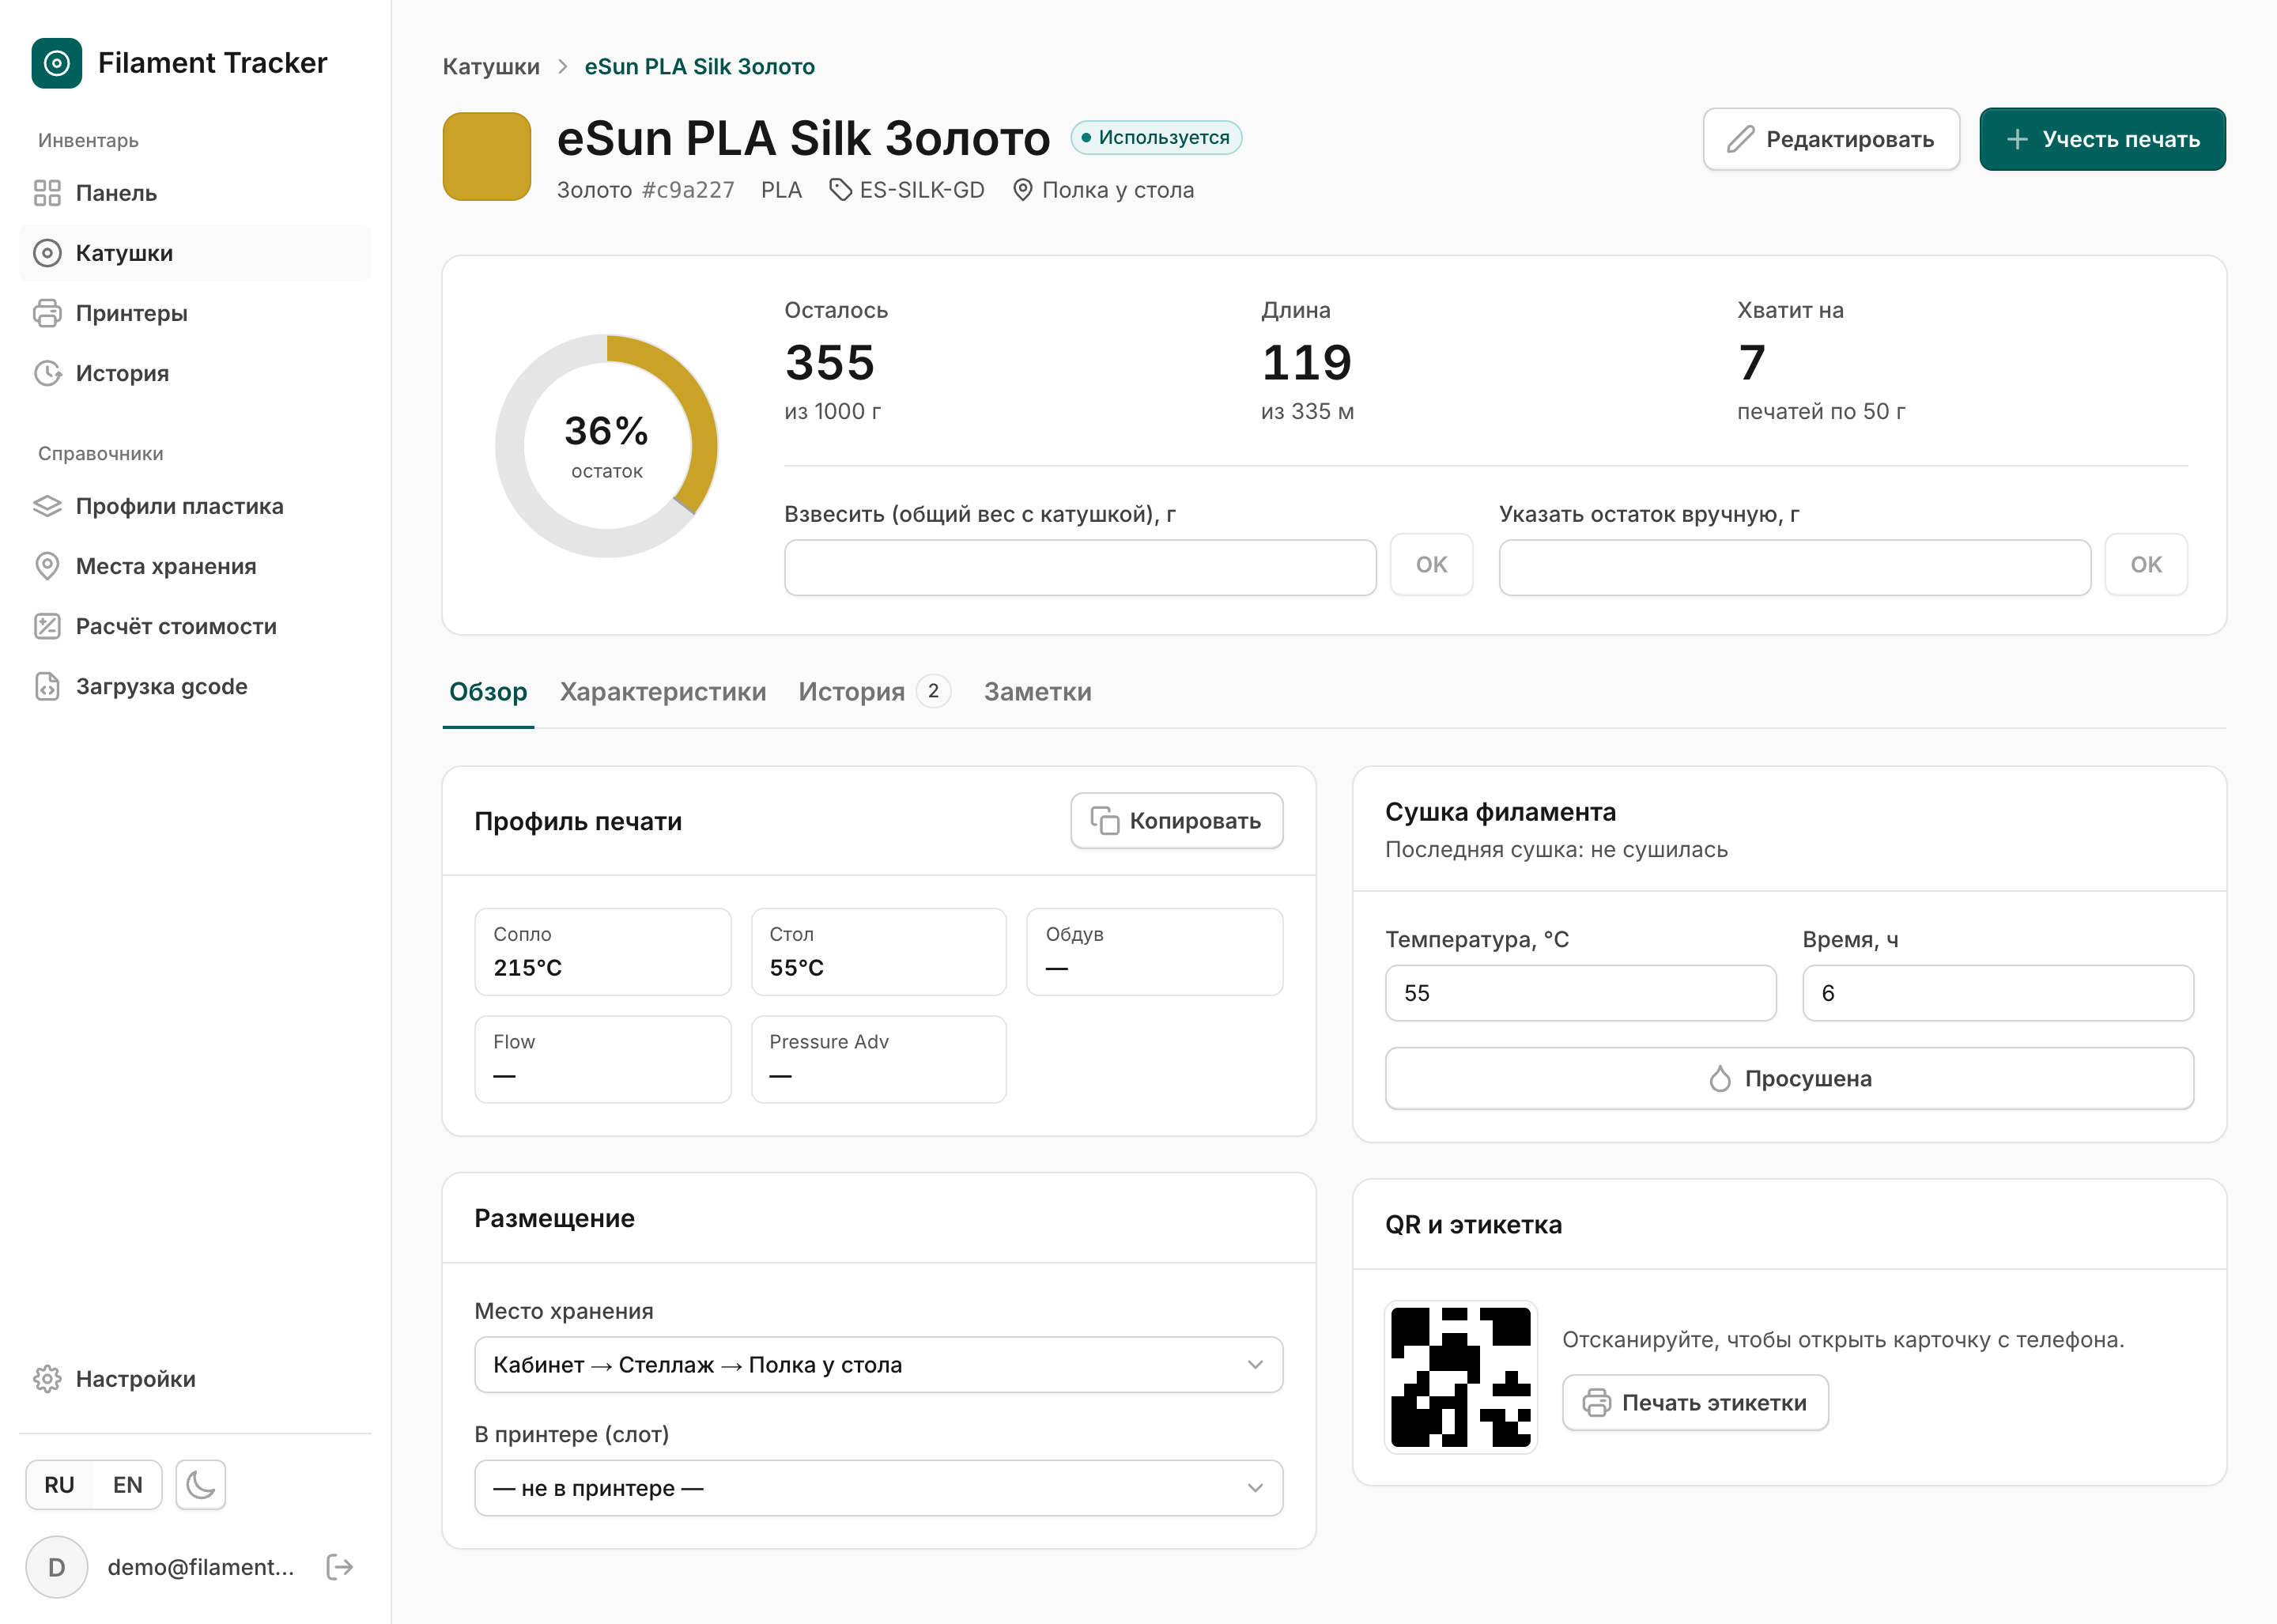 Filament Tracker
Инвентарь
Панель
Катушки
Принтеры
История
Справочники
Профили пластика
Места хранения
Расчёт стоимости
Загрузка gcode
Настройки
RU EN
D demo@filament...
Катушки > eSun PLA Silk Золото
eSun PLA Silk Золото Используется
Золото #c9a227 PLA ES-SILK-GD Полка у стола
Редактировать
Учесть печать
36%
остаток
Осталось
355
из 1000 г
Длина
119
из 335 м
Хватит на
7
печатей по 50 г
Взвесить (общий вес с катушкой), г
OK
Указать остаток вручную, г
OK
Обзор Характеристики История 2 Заметки
Профиль печати
Копировать
Сопло
215°C
Стол
55°C
Обдув
—
Flow
—
Pressure Adv
—
Сушка филамента
Последняя сушка: не сушилась
Температура, °C
55
Время, ч
6
Просушена
Размещение
Место хранения
Кабинет → Стеллаж → Полка у стола
В принтере (слот)
— не в принтере —
QR и этикетка
Отсканируйте, чтобы открыть карточку с телефона.
Печать этикетки